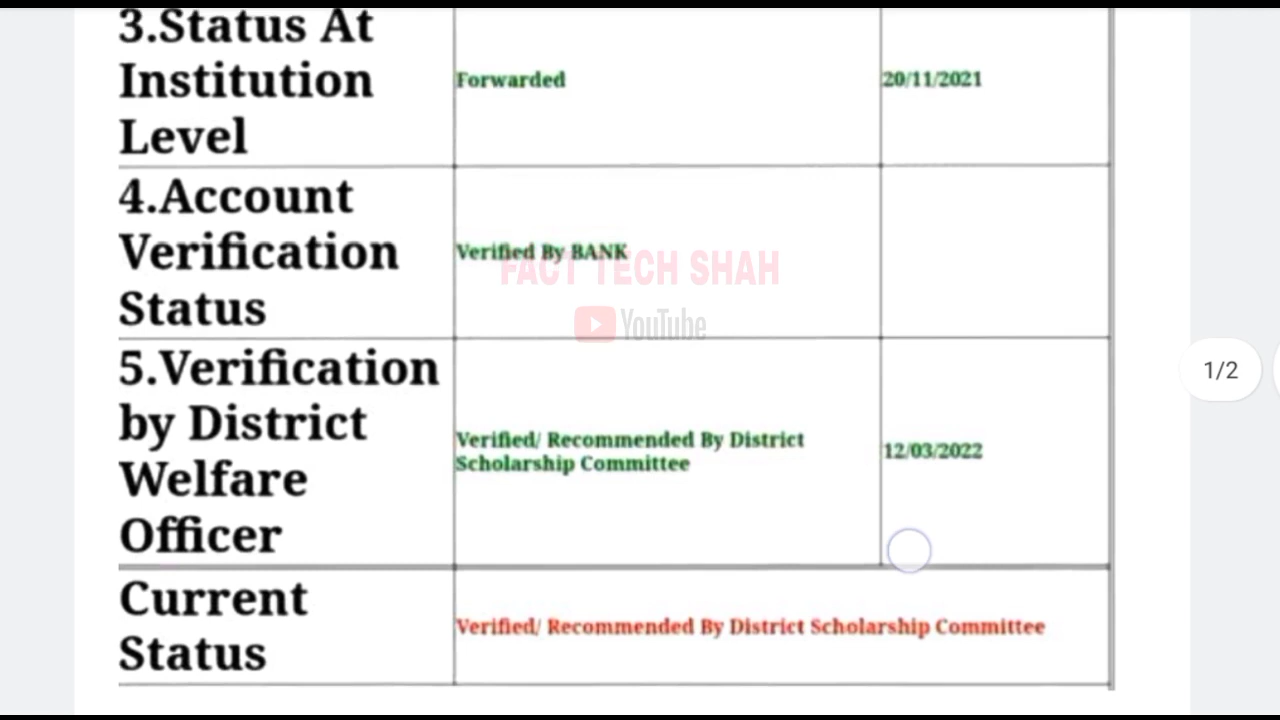 3.Status At
Institution
Level
Forwarded
20/11/2021
4.Account
Verification
Status
Verified By BANK
FACT TECH SHAH
YouTube
5.Verification
by District
Welfare
Officer
Verified/ Recommended By District
Scholarship Committee
12/03/2022
Current
Status
Verified/ Recommended By District Scholarship Committee
1/2